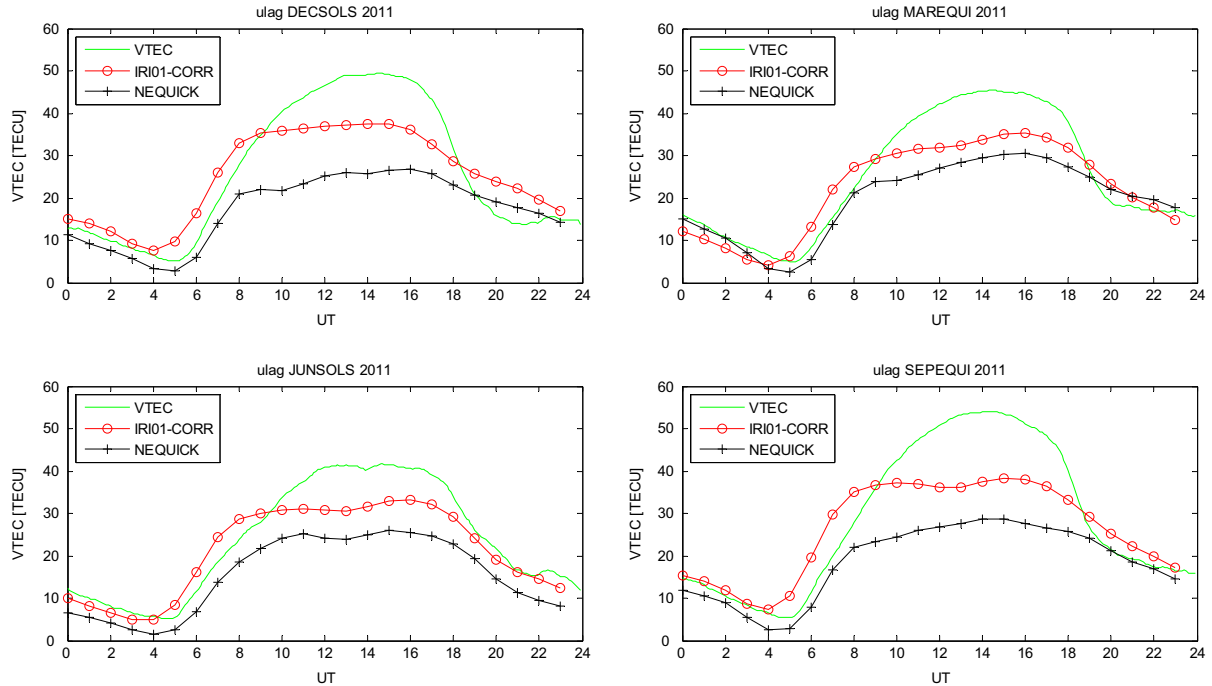 ulag DECSOLS 2011
60
50
40
30
20
10
0
VTEC [TECU]
VTEC
IRI01-CORR
NEQUICK
0 2 4 6 8 10 12 14 16 18 20 22 24
UT
ulag MAREQUI 2011
60
50
40
30
20
10
0
VTEC [TECU]
VTEC
IRI01-CORR
NEQUICK
0 2 4 6 8 10 12 14 16 18 20 22 24
UT
ulag JUNSOLS 2011
60
50
40
30
20
10
0
VTEC [TECU]
VTEC
IRI01-CORR
NEQUICK
0 2 4 6 8 10 12 14 16 18 20 22 24
UT
ulag SEPEQUI 2011
60
50
40
30
20
10
0
VTEC [TECU]
VTEC
IRI01-CORR
NEQUICK
0 2 4 6 8 10 12 14 16 18 20 22 24
UT